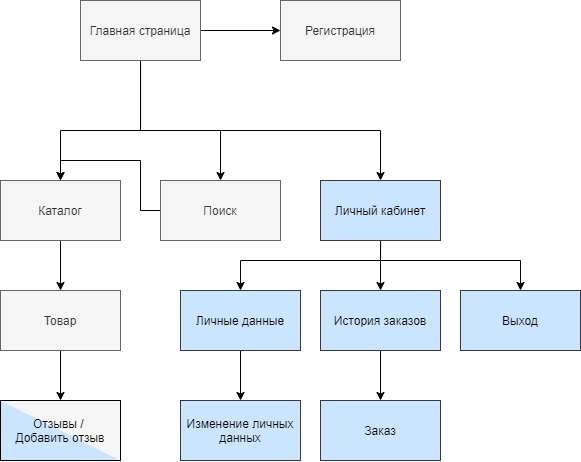 Главная страница
Регистрация
Каталог
Поиск
Личный кабинет
Товар
Личные данные
История заказов
Выход
Отзывы /
Добавить отзыв
Изменение личных
данных
Заказ